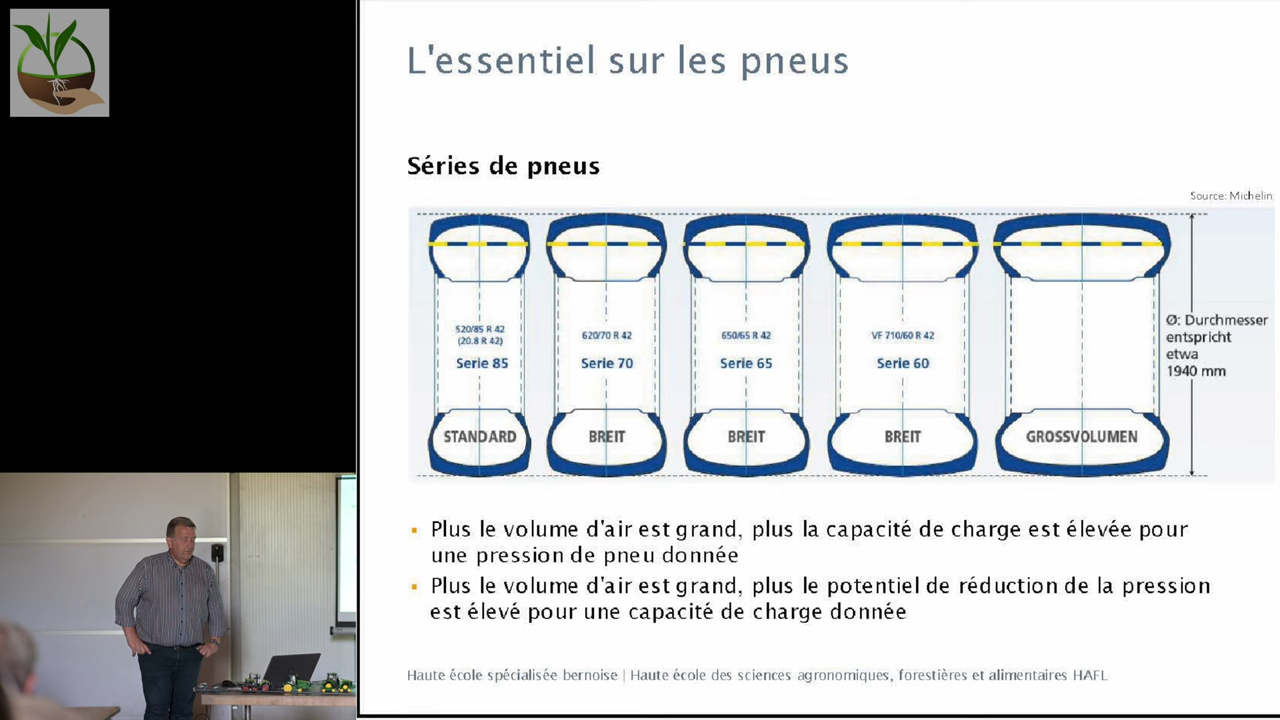 L'essentiel sur les pneus
Séries de pneus
Source: Michelin
520/85 R 42
(20.8 R 42)
Serie 85
STANDARD
620/70 R 42
Serie 70
BREIT
650/65 R 42
Serie 65
BREIT
VF 710/60 R 42
Serie 60
BREIT
GROSSVOLUMEN
Ø: Durchmesser
entspricht
etwa
1940 mm
▪ Plus le volume d'air est grand, plus la capacité de charge est élevée pour
une pression de pneu donnée
▪ Plus le volume d'air est grand, plus le potentiel de réduction de la pression
est élevé pour une capacité de charge donnée
Haute école spécialisée bernoise | Haute école des sciences agronomiques, forestières et alimentaires HAFL